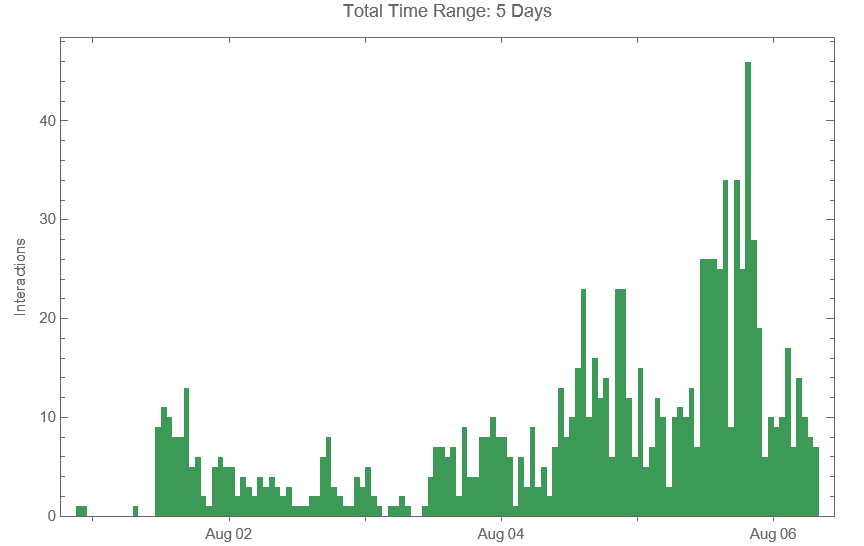 Total Time Range: 5 Days
Interactions
40
30
20
10
0
Aug 02
Aug 04
Aug 06